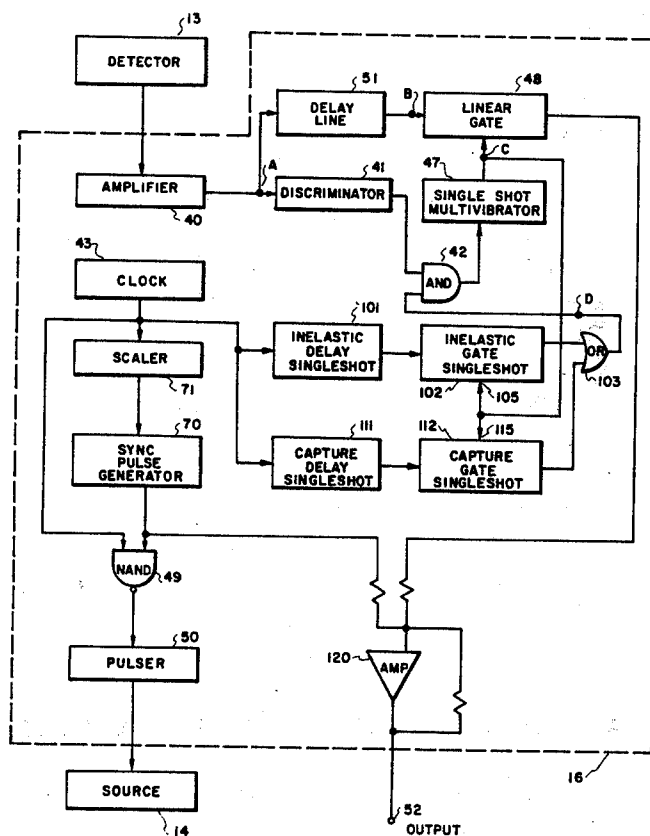 13
DETECTOR
51
DELAY
LINE
B
48
LINEAR
GATE
AMPLIFIER
40
A
41
DISCRIMINATOR
C
47
SINGLE SHOT
MULTIVIBRATOR
43
CLOCK
42
AND
D
SCALER
71
101
INELASTIC
DELAY
SINGLESHOT
INELASTIC
GATE
SINGLESHOT
102
105
OR
103
70
SYNC
PULSE
GENERATOR
111
CAPTURE
DELAY
SINGLESHOT
112
115
CAPTURE
GATE
SINGLESHOT
NAND
49
50
PULSER
120
AMP
SOURCE
14
16
52
OUTPUT